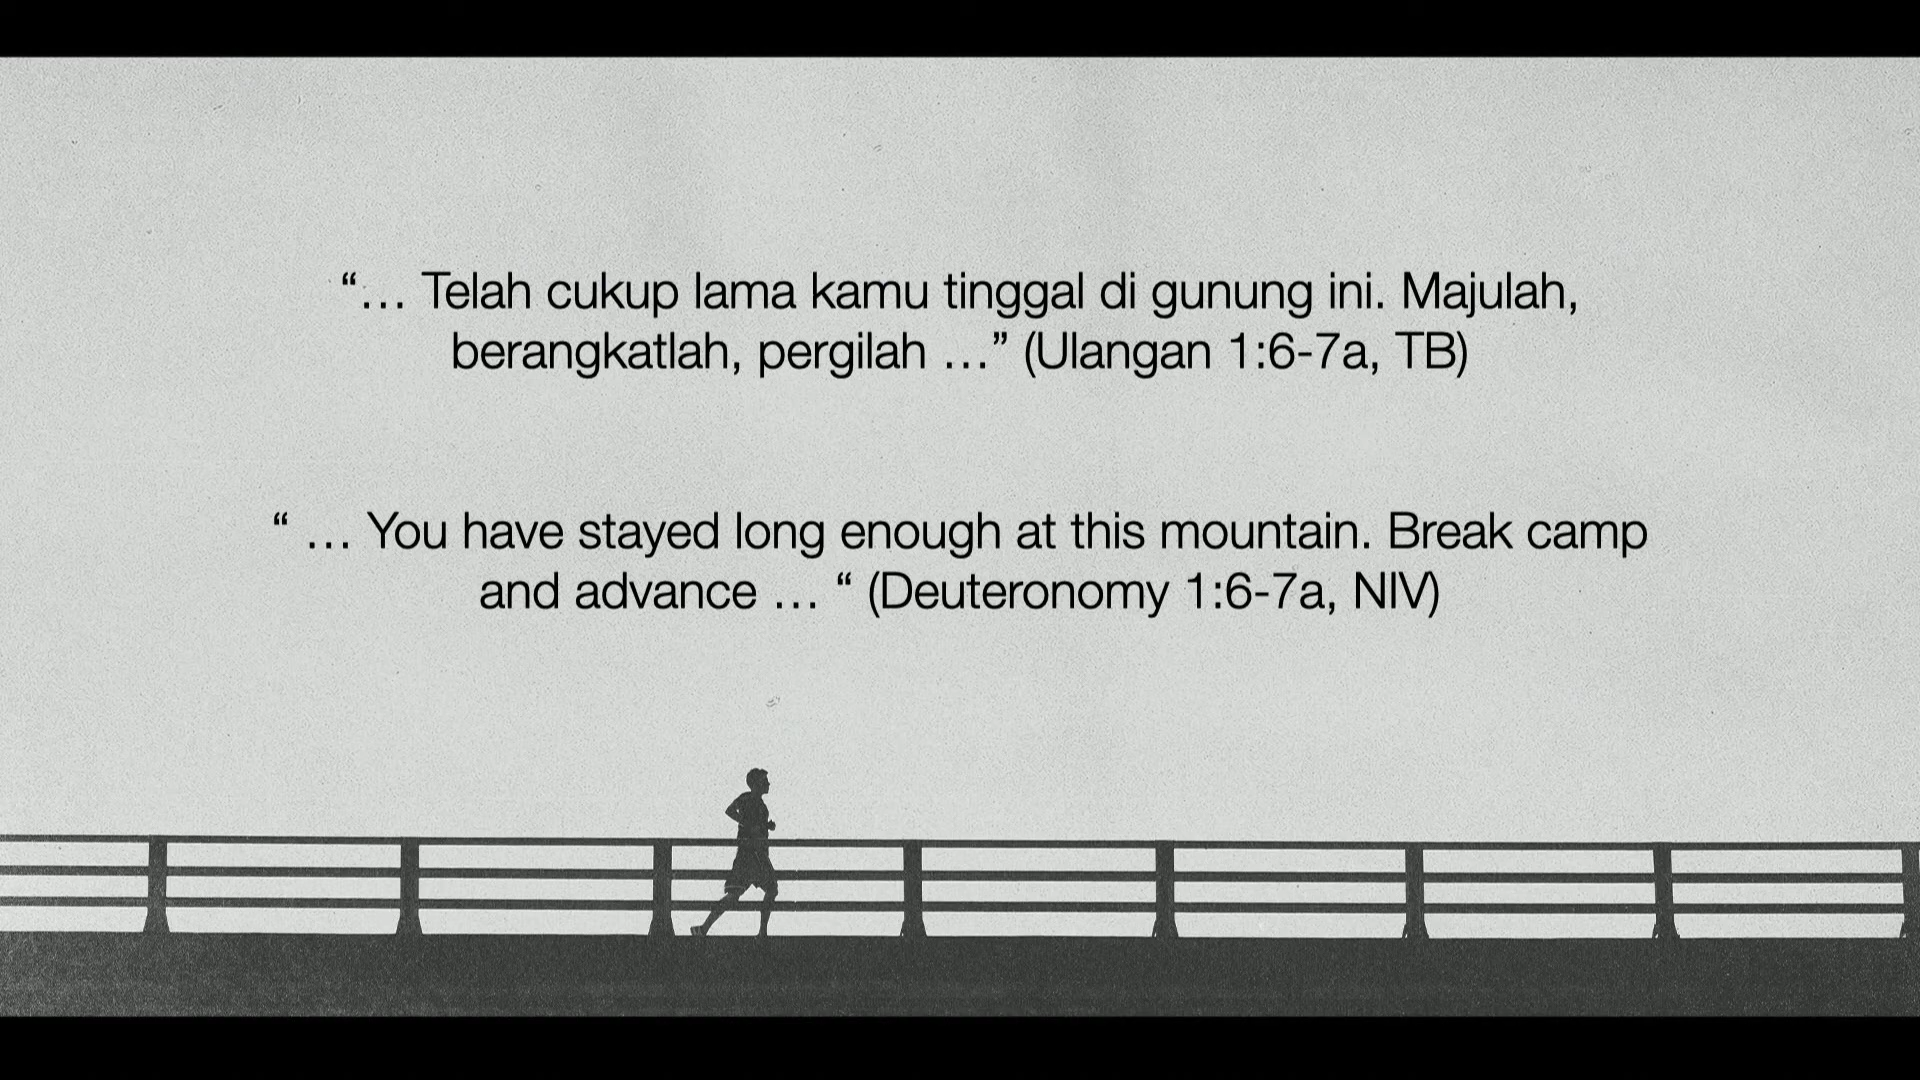 “… Telah cukup lama kamu tinggal di gunung ini. Majulah,
berangkatlah, pergilah …” (Ulangan 1:6-7a, TB)
“ … You have stayed long enough at this mountain. Break camp
and advance … “ (Deuteronomy 1:6-7a, NIV)